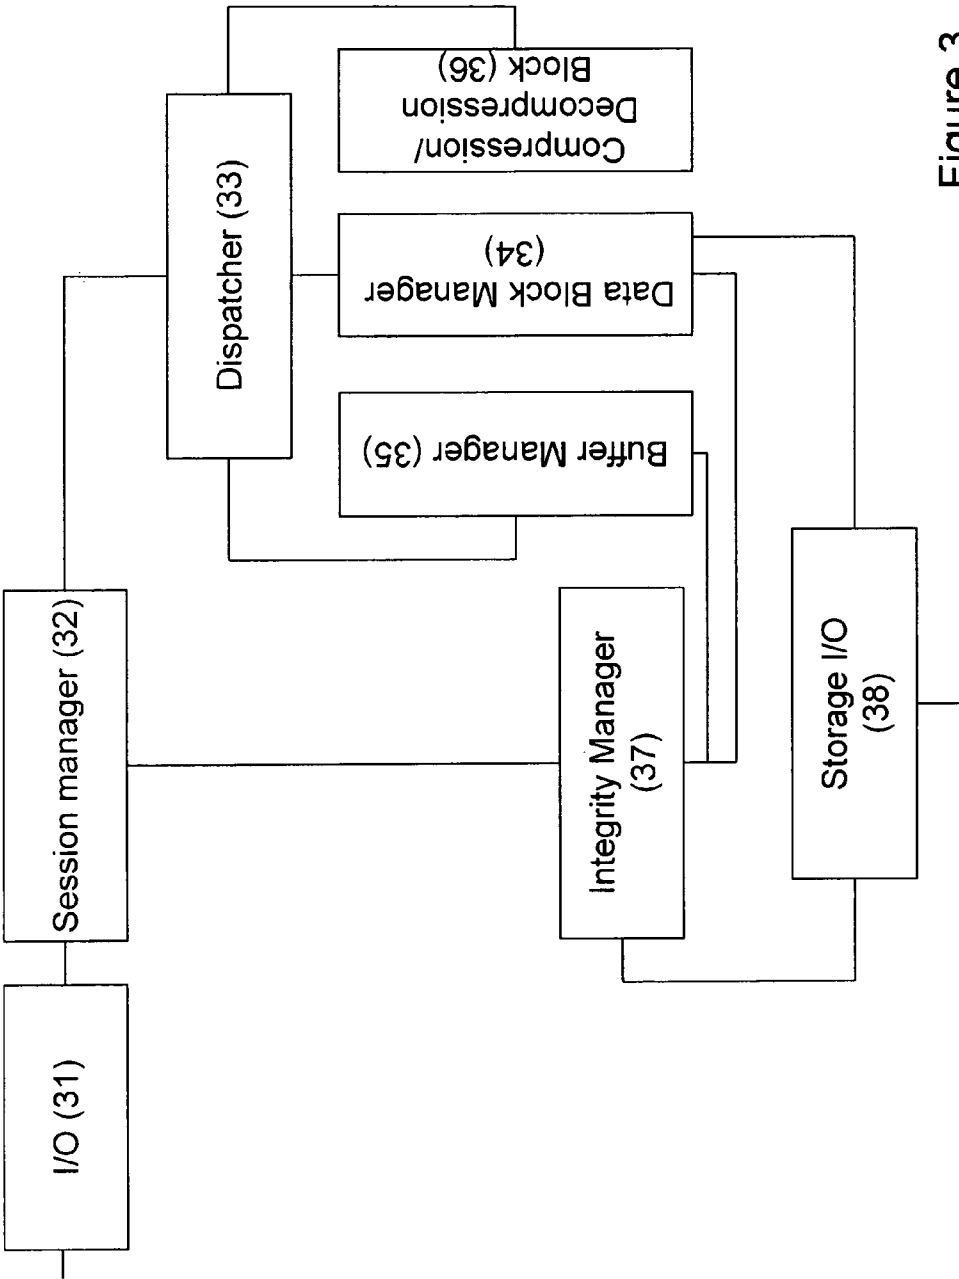 I/O (31)
Session manager (32)
Dispatcher (33)
Buffer Manager (35)
Data Block Manager
(34)
Compression/
Decompression
Block (36)
Integrity Manager
(37)
Storage I/O
(38)
Figure 3